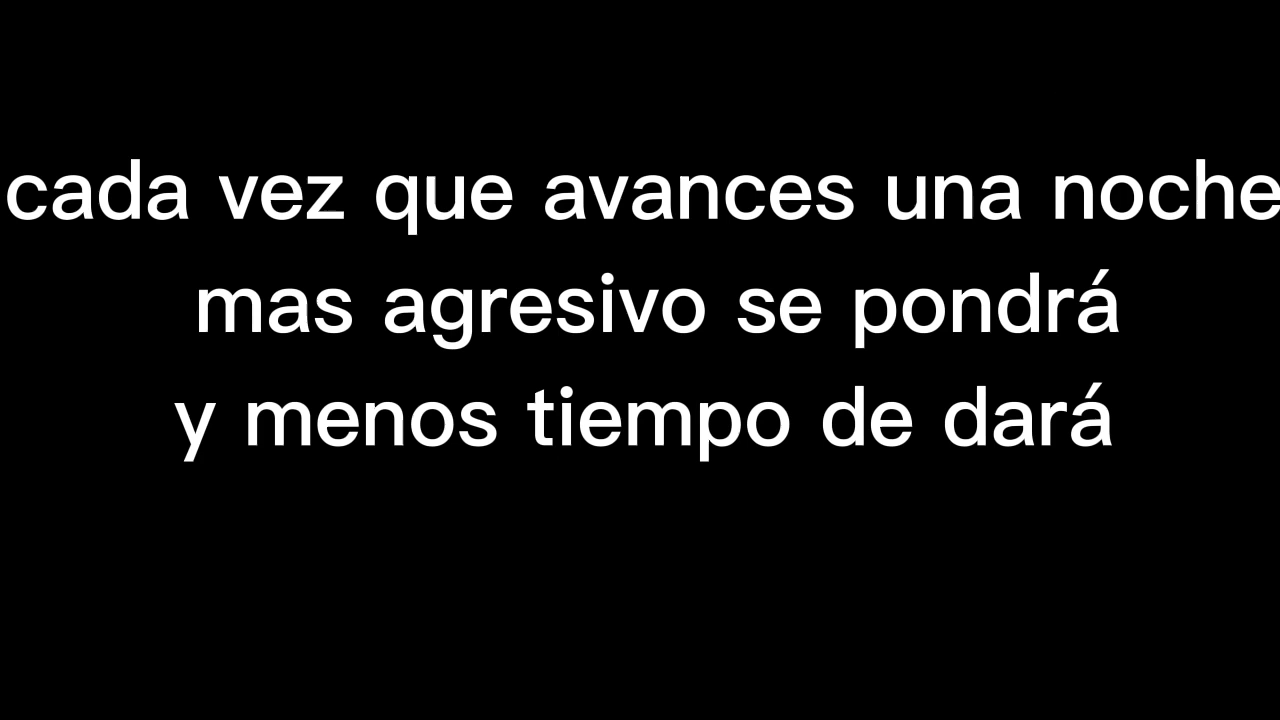 cada vez que avances una noche
mas agresivo se pondrá
y menos tiempo de dará